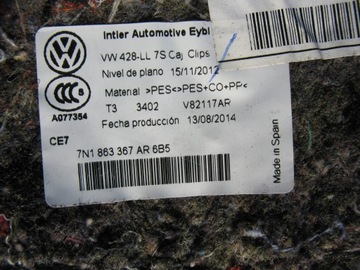 Intier Automotive Eybl
VW 428-LL 7S Caj Clips
Nivel de plano 15/11/2012
Material >PES<>PES+CO+PP<
A077354
T3 3402 V82117AR
Fecha producción 13/08/2014
CE7
7N1 863 367 AR 6B5
Made in Spain